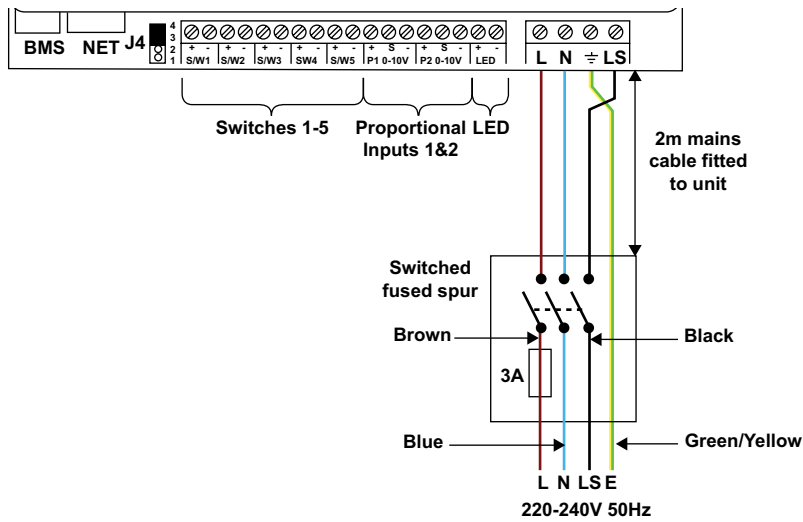 BMS NET J4
4
3
2
1
+ - + - + - + - + - + S - + S - + -
S/W1 S/W2 S/W3 SW4 S/W5 P1 0-10V P2 0-10V LED
L N LS
Switches 1-5
Proportional
Inputs 1&2
LED
2m mains
cable fitted
to unit
Switched
fused spur
Brown
Black
3A
Blue
Green/Yellow
L N LS E
220-240V 50Hz